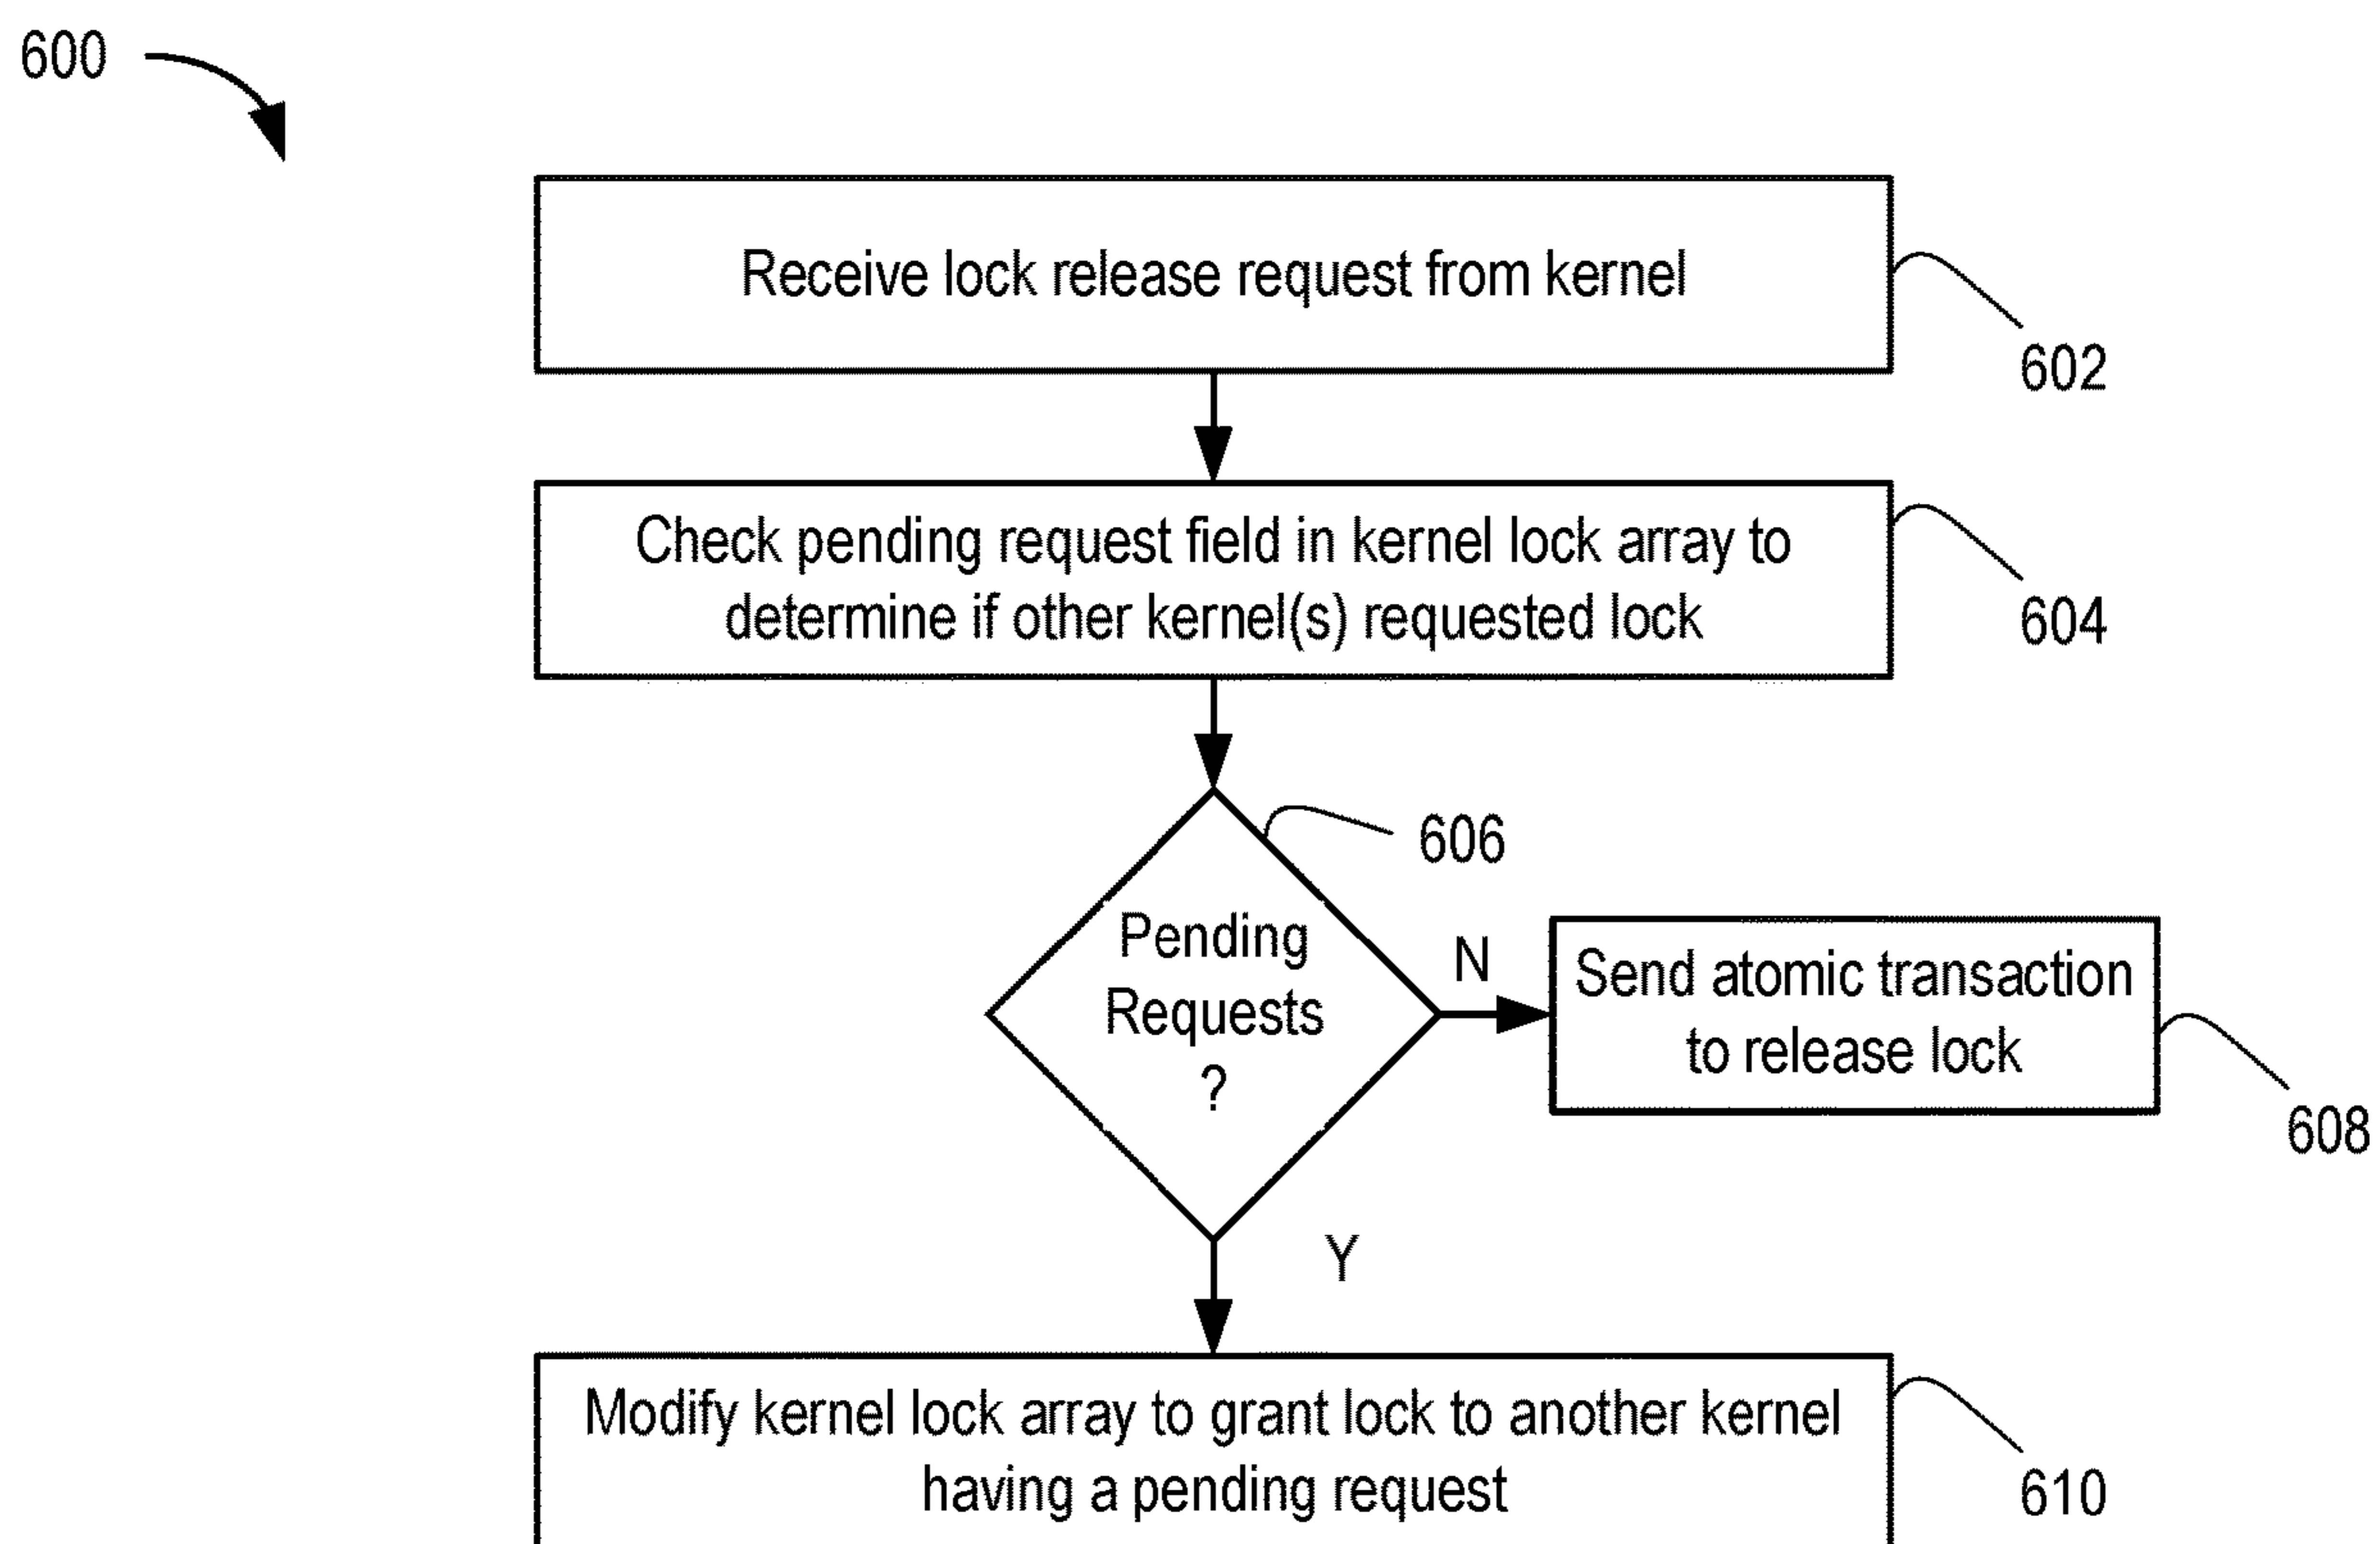 600
Receive lock release request from kernel
602
Check pending request field in kernel lock array to
determine if other kernel(s) requested lock
604
606
Pending
Requests
?
N
Send atomic transaction
to release lock
608
Y
Modify kernel lock array to grant lock to another kernel
having a pending request
610